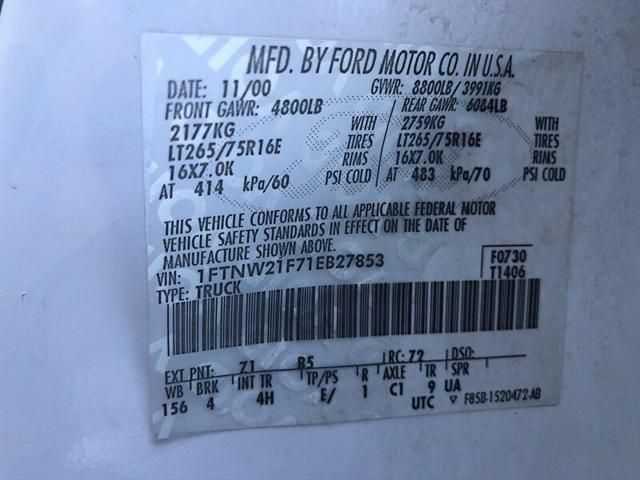 MFD. BY FORD MOTOR CO. IN U.S.A.
DATE: 11/00 GVWR: 8800LB/3991KG
FRONT GAWR: 4800LB REAR GAWR: 6084LB
2177KG WITH 2759KG WITH
LT265/75R16E TIRES LT265/75R16E TIRES
16X7.0K RIMS 16X7.0K RIMS
AT 414 kPa/60 PSI COLD AT 483 kPa/70 PSI COLD
THIS VEHICLE CONFORMS TO ALL APPLICABLE FEDERAL MOTOR
VEHICLE SAFETY STANDARDS IN EFFECT ON THE DATE OF
MANUFACTURE SHOWN ABOVE.
VIN: 1FTNW21F71EB27853 F0730
TYPE: TRUCK T1406
EXT PNT: Z1 B5 RC: 72 DSO:
WB BRK INT TR TP/PS R AXLE TR SPR
156 4 4H E/ 1 C1 9 UA
UTC ▽ F85B-1520472-AB